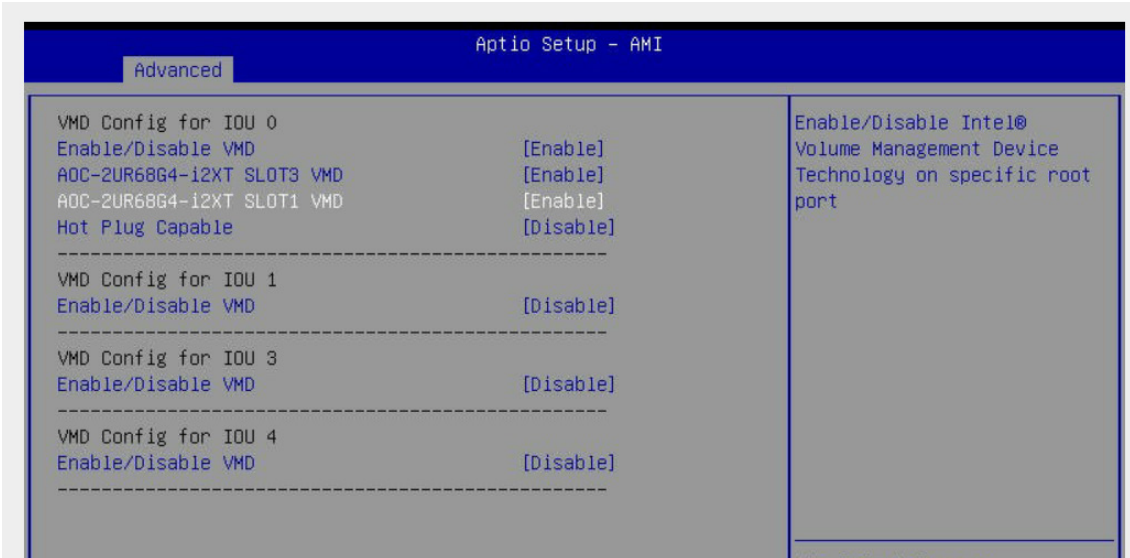 Aptio Setup – AMI
Advanced
VMD Config for IOU 0
Enable/Disable VMD [Enable]
AOC-2UR68G4-i2XT SLOT3 VMD [Enable]
AOC-2UR68G4-i2XT SLOT1 VMD [Enable]
Hot Plug Capable [Disable]
--------------------------------------------------
VMD Config for IOU 1
Enable/Disable VMD [Disable]
--------------------------------------------------
VMD Config for IOU 3
Enable/Disable VMD [Disable]
--------------------------------------------------
VMD Config for IOU 4
Enable/Disable VMD [Disable]
--------------------------------------------------
Enable/Disable Intel®
Volume Management Device
Technology on specific root
port